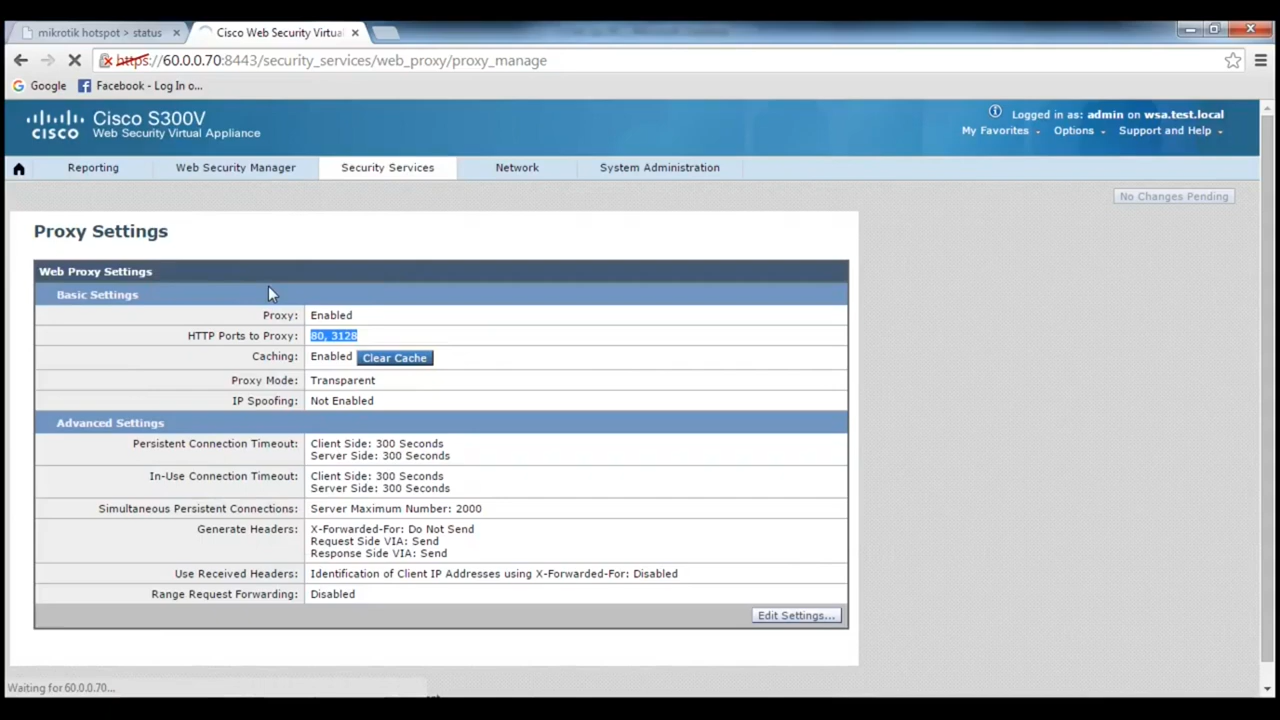 mikrotik hotspot > status
Cisco Web Security Virtual
https://60.0.0.70:8443/security_services/web_proxy/proxy_manage
Google
Facebook - Log In o...
CISCO
Cisco S300V
Web Security Virtual Appliance
Logged in as: admin on wsa.test.local
My Favorites Options Support and Help
Reporting
Web Security Manager
Security Services
Network
System Administration
No Changes Pending
Proxy Settings
Web Proxy Settings
Basic Settings
Proxy: Enabled
HTTP Ports to Proxy: 80, 3128
Caching: Enabled Clear Cache
Proxy Mode: Transparent
IP Spoofing: Not Enabled
Advanced Settings
Persistent Connection Timeout: Client Side: 300 Seconds
Server Side: 300 Seconds
In-Use Connection Timeout: Client Side: 300 Seconds
Server Side: 300 Seconds
Simultaneous Persistent Connections: Server Maximum Number: 2000
Generate Headers: X-Forwarded-For: Do Not Send
Request Side VIA: Send
Response Side VIA: Send
Use Received Headers: Identification of Client IP Addresses using X-Forwarded-For: Disabled
Range Request Forwarding: Disabled
Edit Settings...
Waiting for 60.0.0.70...